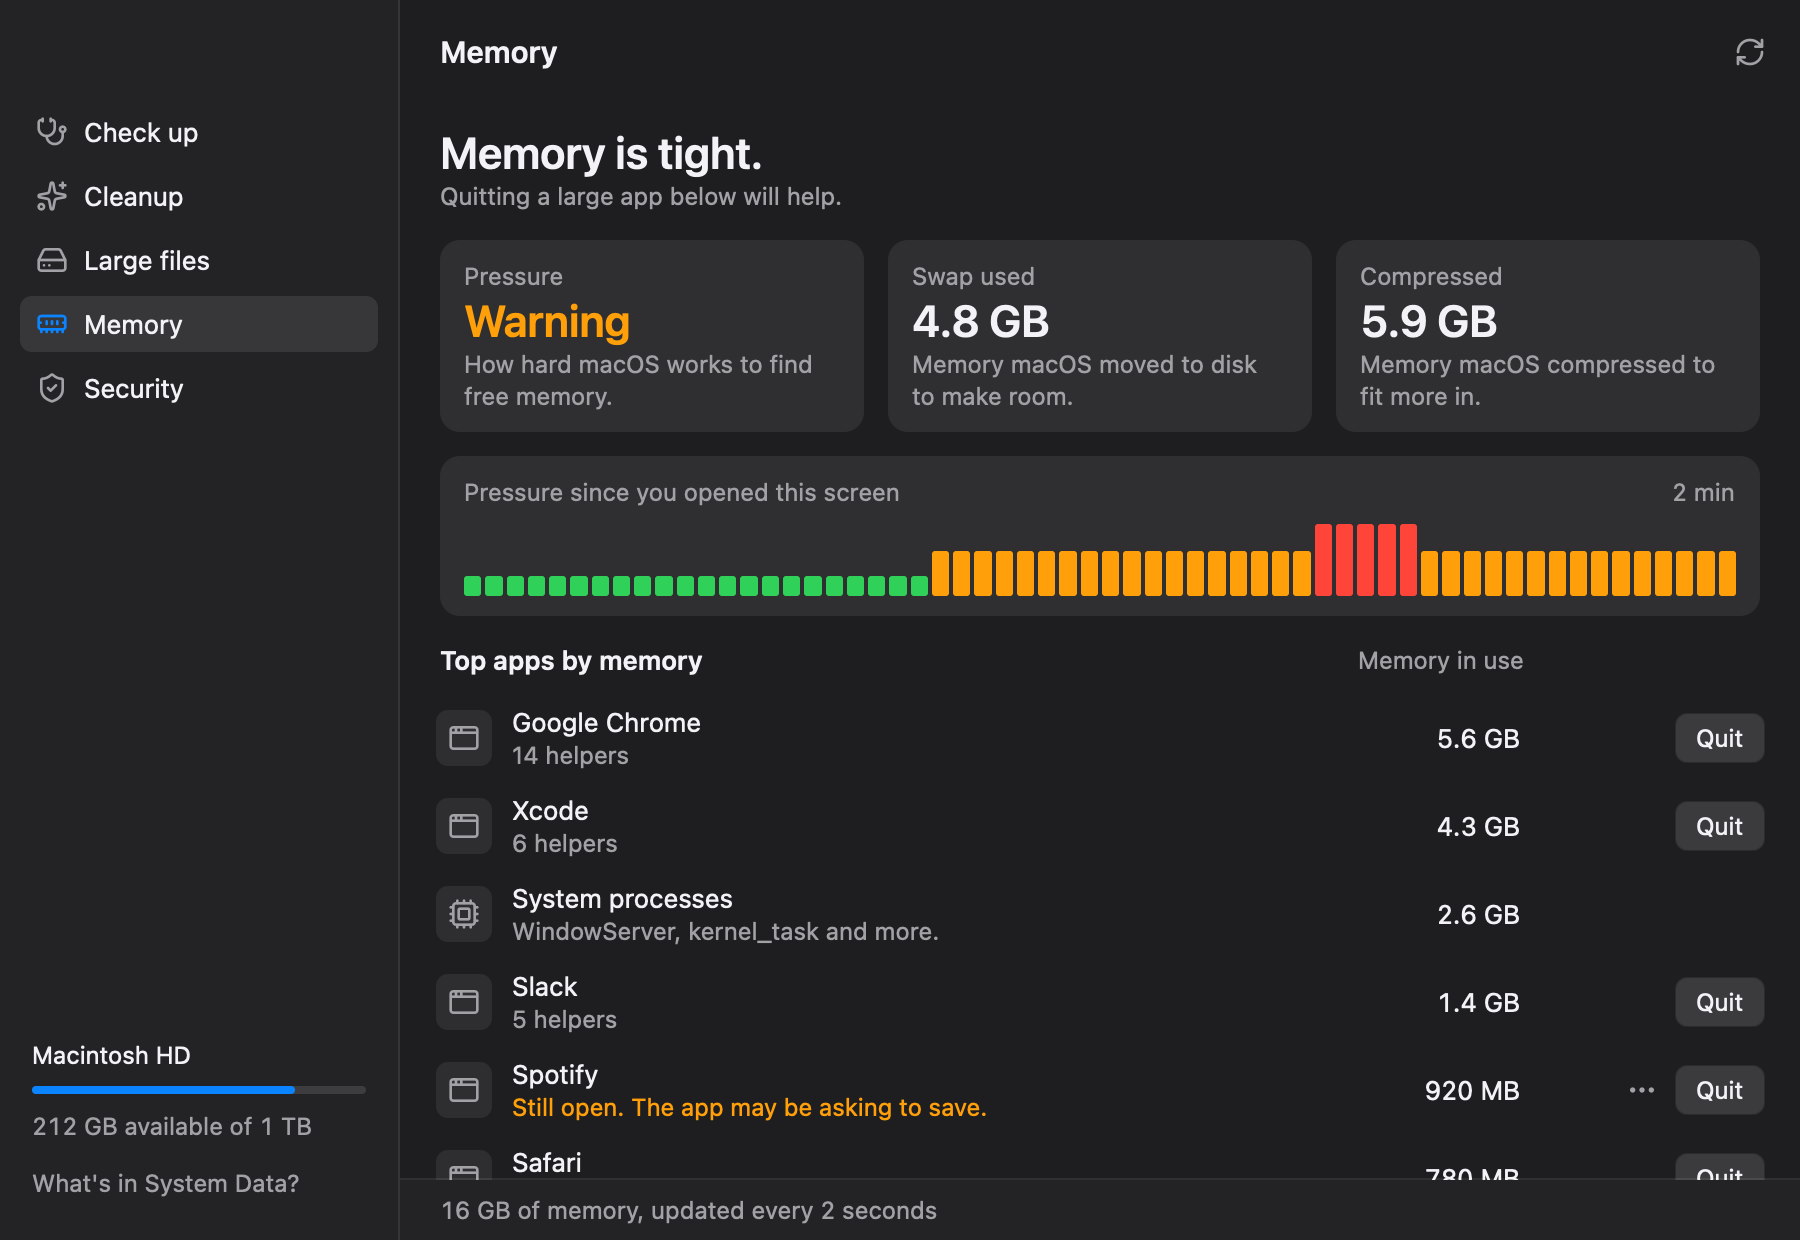 Check up
Cleanup
Large files
Memory
Security
Macintosh HD
212 GB available of 1 TB
What's in System Data?
Memory
Memory is tight.
Quitting a large app below will help.
Pressure
Warning
How hard macOS works to find
free memory.
Swap used
4.8 GB
Memory macOS moved to disk
to make room.
Compressed
5.9 GB
Memory macOS compressed to
fit more in.
Pressure since you opened this screen
2 min
Top apps by memory
Memory in use
Google Chrome
14 helpers
5.6 GB
Quit
Xcode
6 helpers
4.3 GB
Quit
System processes
WindowServer, kernel_task and more.
2.6 GB
Slack
5 helpers
1.4 GB
Quit
Spotify
Still open. The app may be asking to save.
920 MB
Quit
Safari
780 MB
Quit
16 GB of memory, updated every 2 seconds